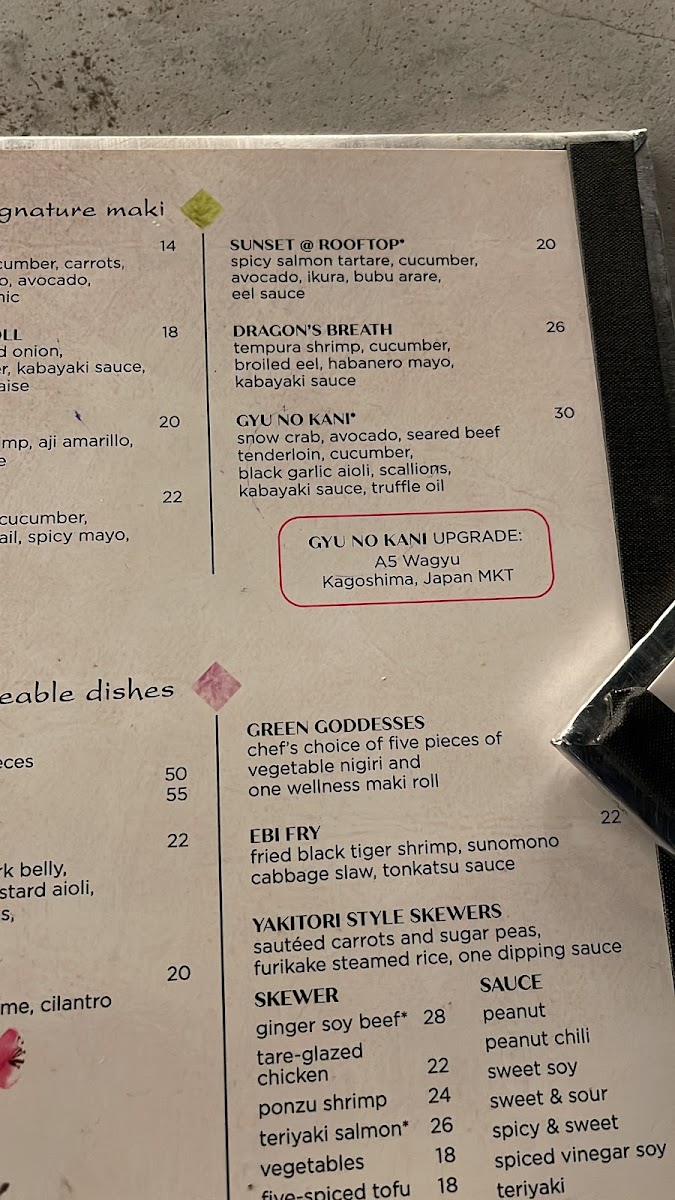 gnature maki
14
cumber, carrots,
o, avocado,
nic
OLL 18
d onion,
er, kabayaki sauce,
aise
20
mp, aji amarillo,
e
22
cucumber,
ail, spicy mayo,
SUNSET @ ROOFTOP* 20
spicy salmon tartare, cucumber,
avocado, ikura, bubu arare,
eel sauce
DRAGON'S BREATH 26
tempura shrimp, cucumber,
broiled eel, habanero mayo,
kabayaki sauce
GYU NO KANI* 30
snow crab, avocado, seared beef
tenderloin, cucumber,
black garlic aioli, scallions,
kabayaki sauce, truffle oil
GYU NO KANI UPGRADE:
A5 Wagyu
Kagoshima, Japan MKT
eable dishes
eces
50
55
22
rk belly,
stard aioli,
s,
20
me, cilantro
GREEN GODDESSES
chef's choice of five pieces of
vegetable nigiri and
one wellness maki roll
EBI FRY 22
fried black tiger shrimp, sunomono
cabbage slaw, tonkatsu sauce
YAKITORI STYLE SKEWERS
sautéed carrots and sugar peas,
furikake steamed rice, one dipping sauce
SKEWER
ginger soy beef* 28
tare-glazed
chicken 22
ponzu shrimp 24
teriyaki salmon* 26
vegetables 18
five-spiced tofu 18
SAUCE
peanut
peanut chili
sweet soy
sweet & sour
spicy & sweet
spiced vinegar soy
teriyaki